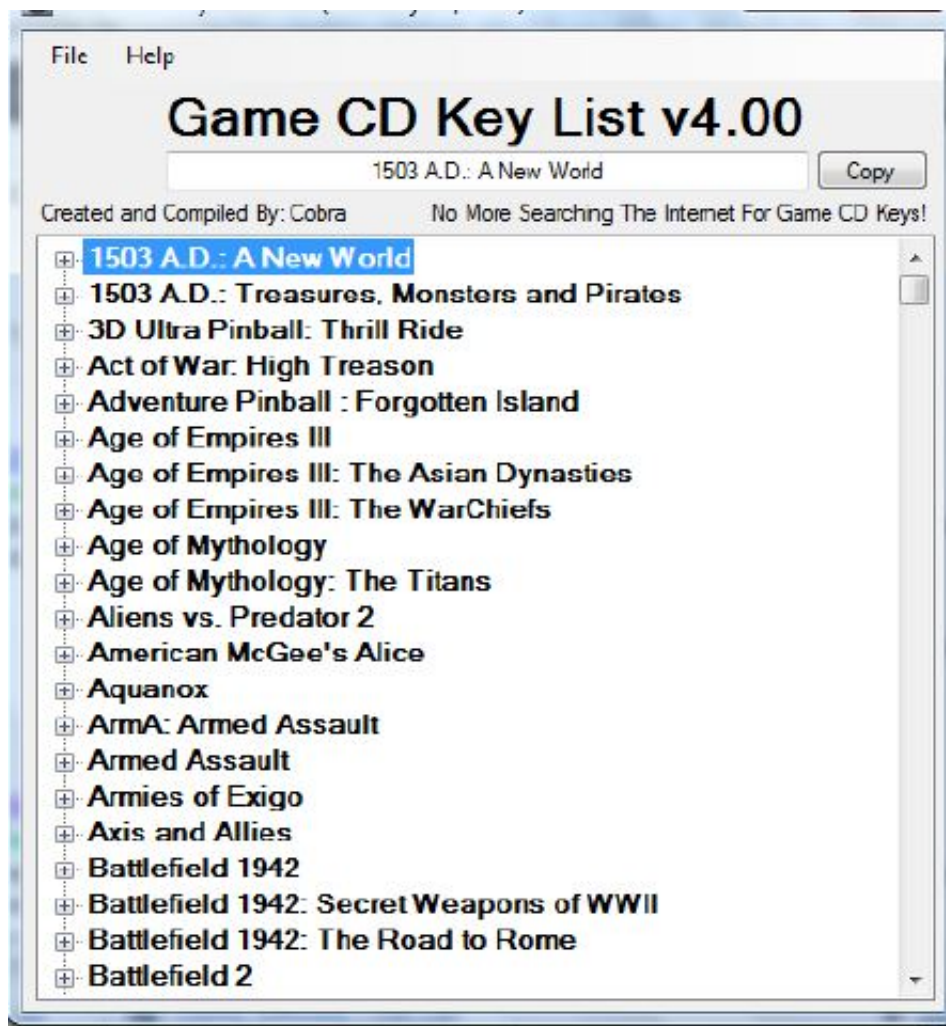 File Help
Game CD Key List v4.00
1503 A.D.: A New World Copy
Created and Compiled By: Cobra No More Searching The Internet For Game CD Keys!
1503 A.D.: A New World
1503 A.D.: Treasures, Monsters and Pirates
3D Ultra Pinball: Thrill Ride
Act of War: High Treason
Adventure Pinball : Forgotten Island
Age of Empires III
Age of Empires III: The Asian Dynasties
Age of Empires III: The WarChiefs
Age of Mythology
Age of Mythology: The Titans
Aliens vs. Predator 2
American McGee's Alice
Aquanox
ArmA: Armed Assault
Armed Assault
Armies of Exigo
Axis and Allies
Battlefield 1942
Battlefield 1942: Secret Weapons of WWII
Battlefield 1942: The Road to Rome
Battlefield 2